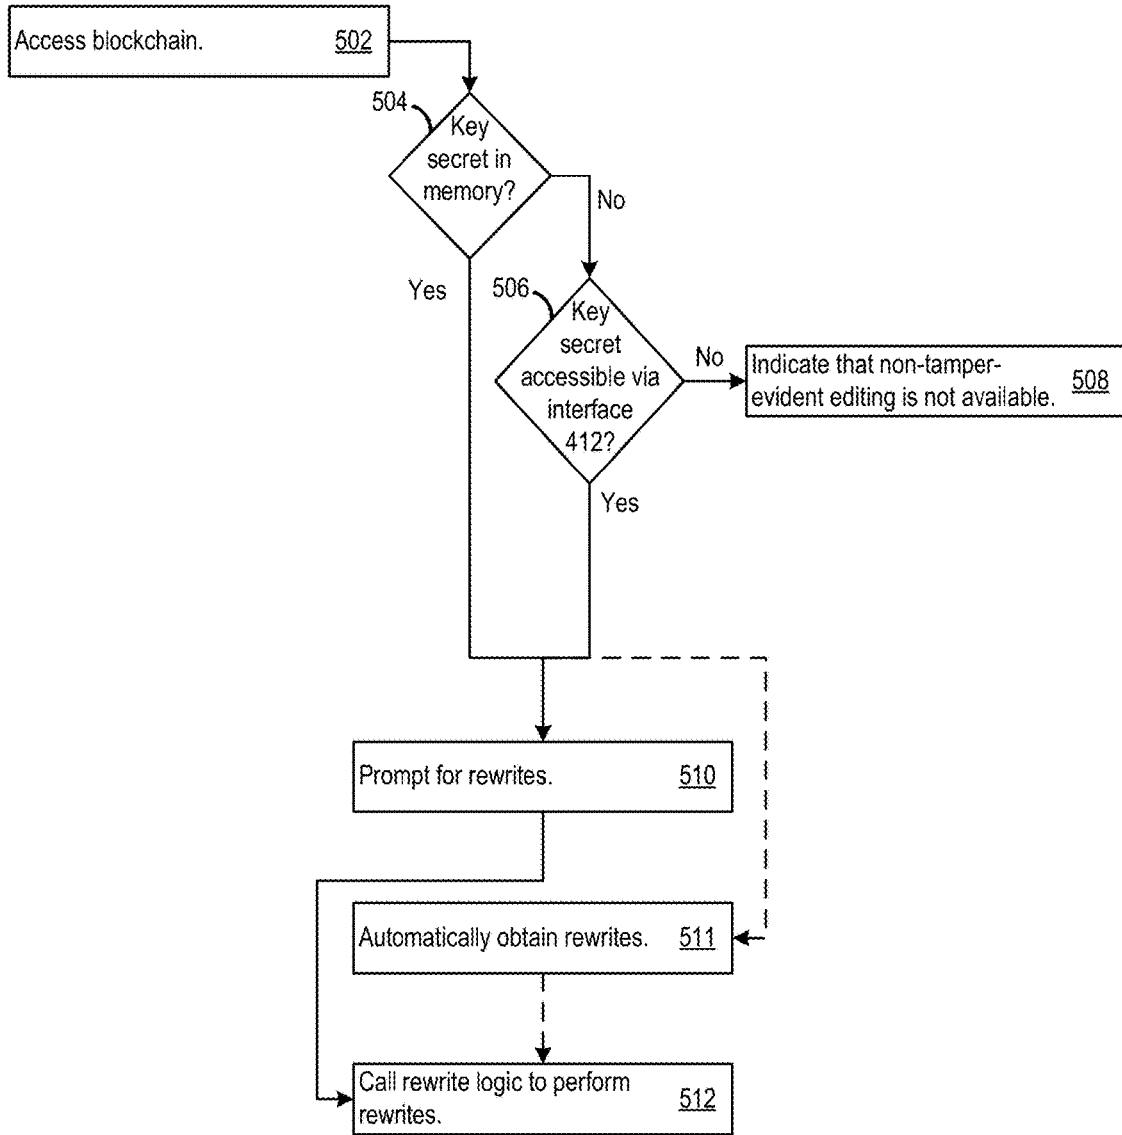 Access blockchain. 502
504
Key
secret in
memory?
No
Yes
506
Key
secret
accessible via
interface
412?
No
Indicate that non-tamper-
evident editing is not available. 508
Yes
Prompt for rewrites. 510
Automatically obtain rewrites. 511
Call rewrite logic to perform
rewrites. 512